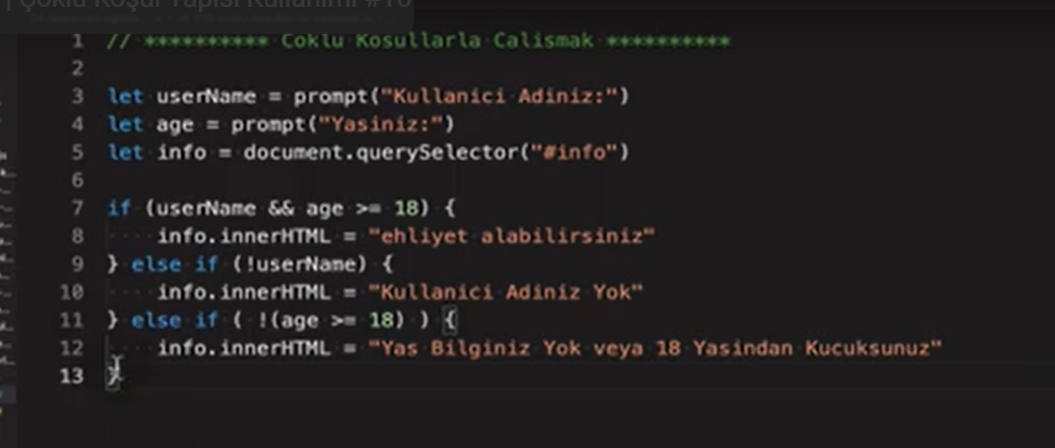 | Çoklu Koşul Yapısı Kullanımı #16
1 // ********** Coklu Kosullarla Calismak **********
2
3 let userName = prompt("Kullanici Adiniz:")
4 let age = prompt("Yasiniz:")
5 let info = document.querySelector("#info")
6
7 if (userName && age >= 18) {
8 info.innerHTML = "ehliyet alabilirsiniz"
9 } else if (!userName) {
10 info.innerHTML = "Kullanici Adiniz Yok"
11 } else if ( !(age >= 18) ) {
12 info.innerHTML = "Yas Bilginiz Yok veya 18 Yasindan Kucuksunuz"
13 }